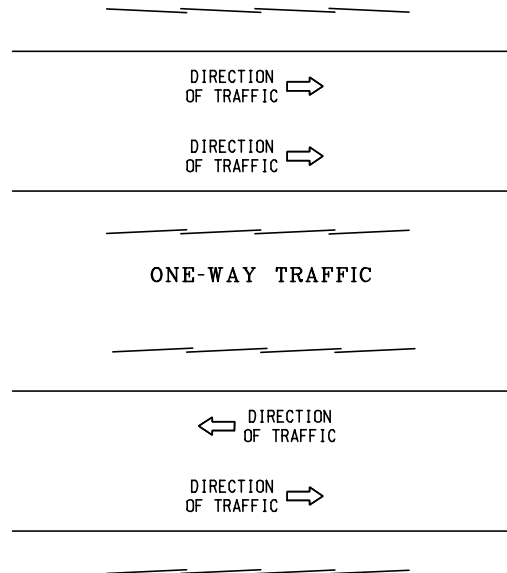 DIRECTION
OF TRAFFIC
DIRECTION
OF TRAFFIC
ONE-WAY TRAFFIC
DIRECTION
OF TRAFFIC
DIRECTION
OF TRAFFIC